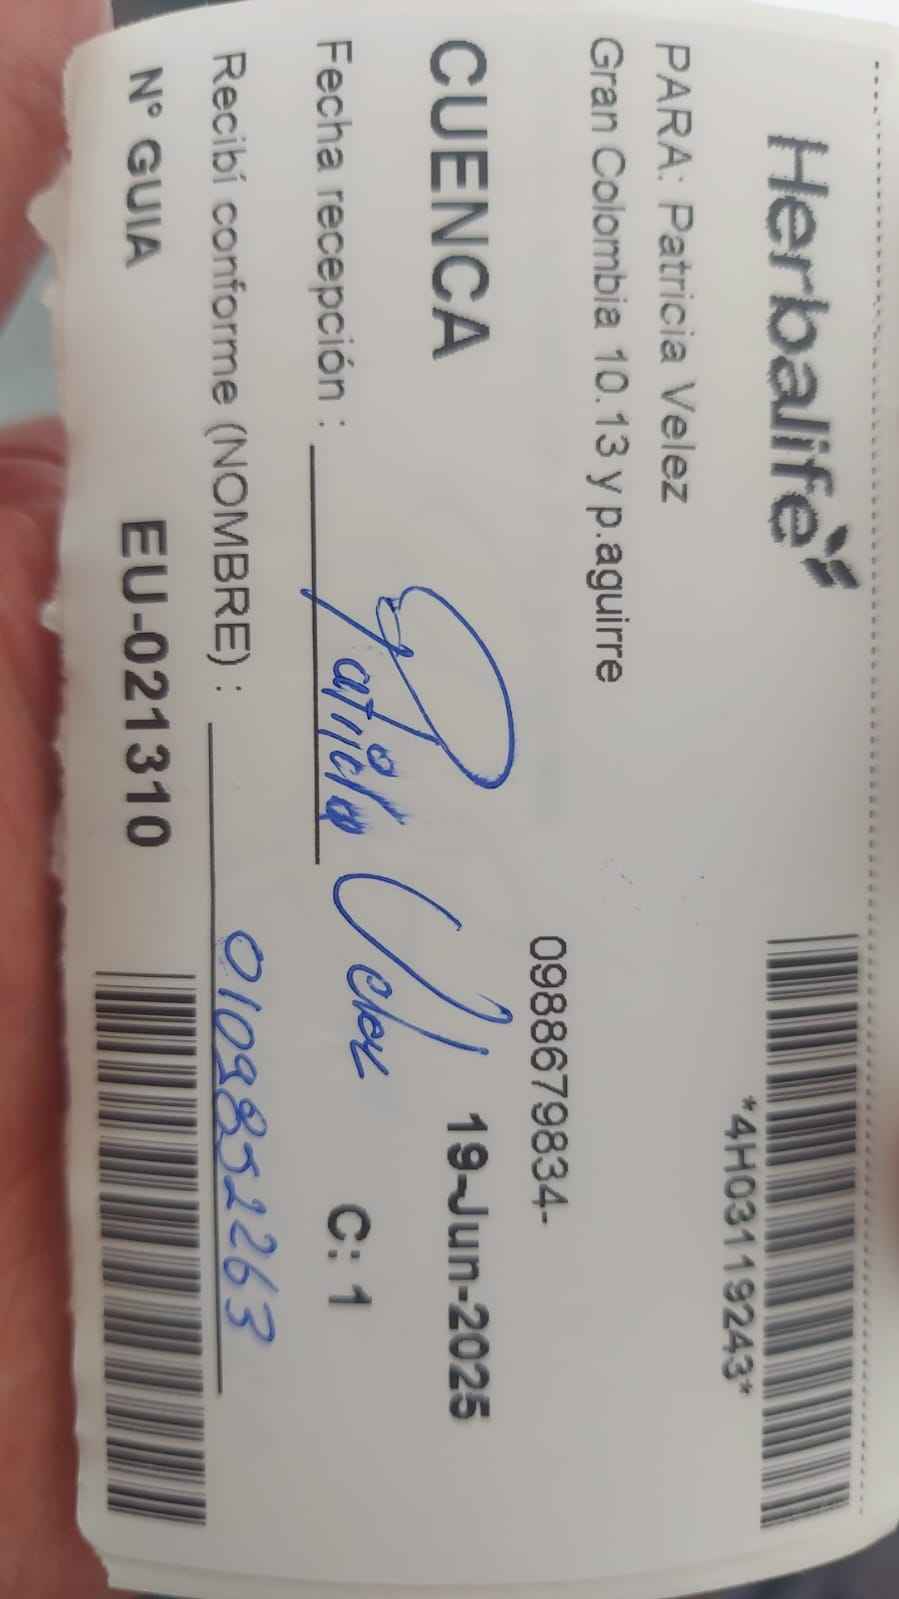 Herbalife
*4H03119243*
PARA: Patricia Velez
Gran Colombia 10.13 y p.aguirre
0988679834-
CUENCA
19-Jun-2025
Fecha recepción : Patricia Velez
C: 1
Recibí conforme (NOMBRE) : 0109852263
Nº GUIA EU-021310